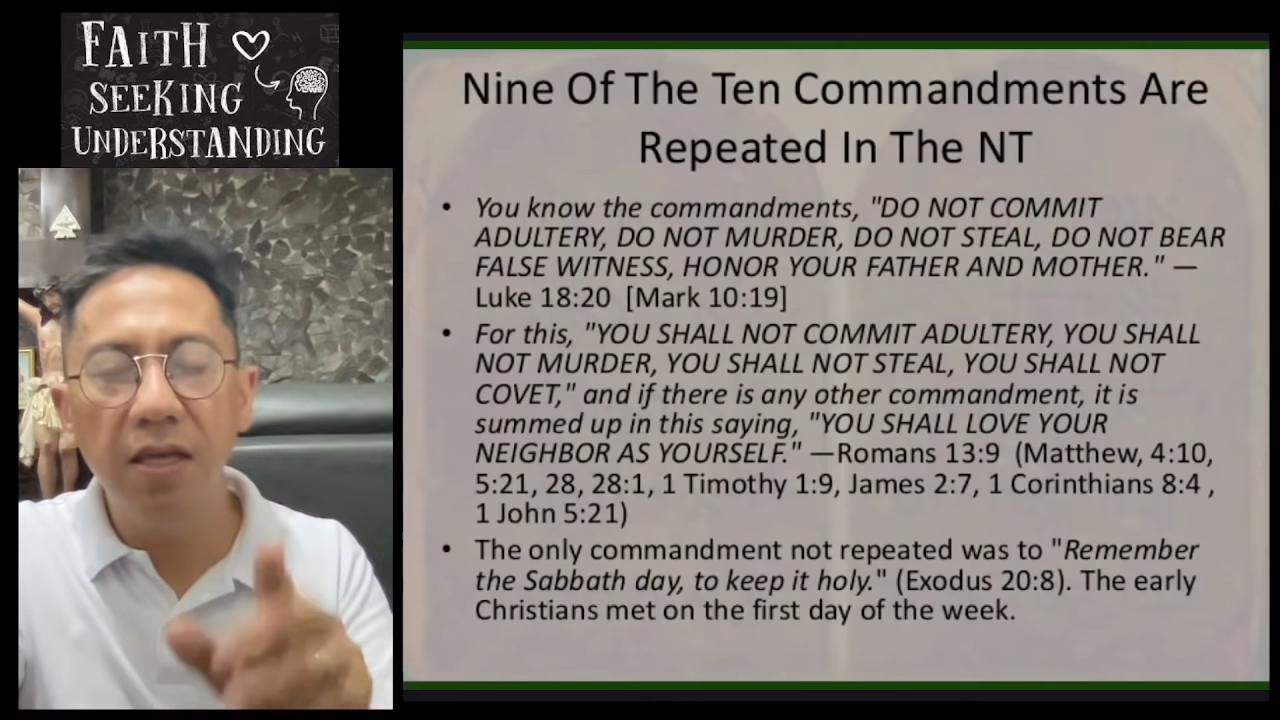 FAITH
SEEKING
UNDERSTANDING
Nine Of The Ten Commandments Are
Repeated In The NT
• You know the commandments, "DO NOT COMMIT
ADULTERY, DO NOT MURDER, DO NOT STEAL, DO NOT BEAR
FALSE WITNESS, HONOR YOUR FATHER AND MOTHER." —
Luke 18:20 [Mark 10:19]
• For this, "YOU SHALL NOT COMMIT ADULTERY, YOU SHALL
NOT MURDER, YOU SHALL NOT STEAL, YOU SHALL NOT
COVET," and if there is any other commandment, it is
summed up in this saying, "YOU SHALL LOVE YOUR
NEIGHBOR AS YOURSELF." —Romans 13:9 (Matthew, 4:10,
5:21, 28, 28:1, 1 Timothy 1:9, James 2:7, 1 Corinthians 8:4 ,
1 John 5:21)
• The only commandment not repeated was to "Remember
the Sabbath day, to keep it holy." (Exodus 20:8). The early
Christians met on the first day of the week.